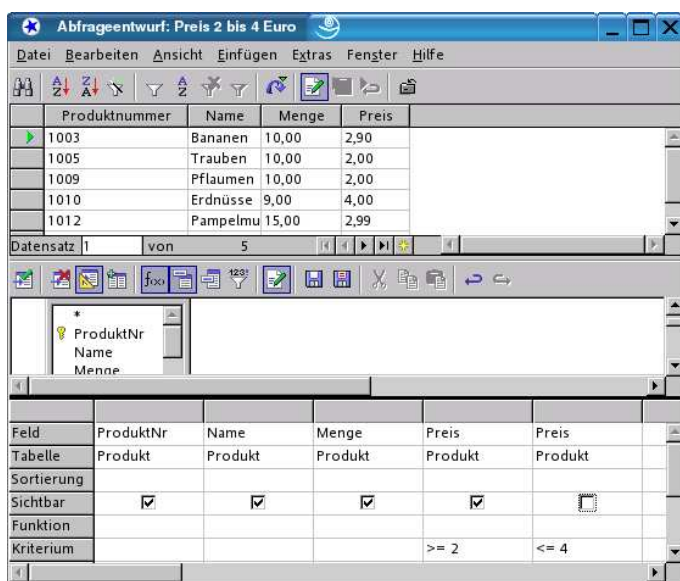 Abfrageentwurf: Preis 2 bis 4 Euro
Datei Bearbeiten Ansicht Einfügen Extras Fenster Hilfe
Produktnummer Name Menge Preis
1003 Bananen 10,00 2,90
1005 Trauben 10,00 2,00
1009 Pflaumen 10,00 2,00
1010 Erdnüsse 9,00 4,00
1012 Pampelmu 15,00 2,99
Datensatz 1 von 5
f(x) 123!
*
ProduktNr
Name
Menge
Feld ProduktNr Name Menge Preis Preis
Tabelle Produkt Produkt Produkt Produkt Produkt
Sortierung
Sichtbar
Funktion
Kriterium >= 2 <= 4